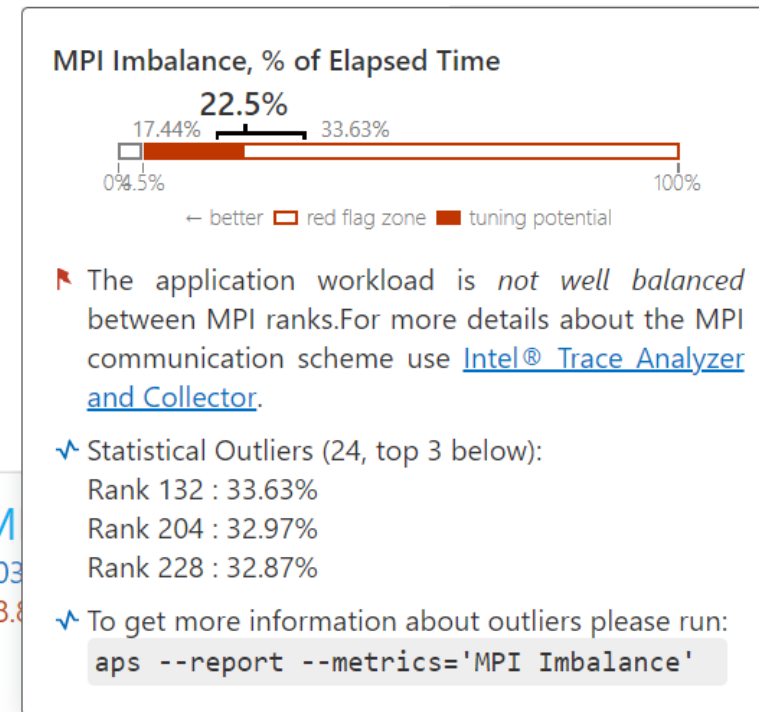 MPI Imbalance, % of Elapsed Time
22.5%
17.44% 33.63%
0% 4.5% 100%
← better red flag zone tuning potential
The application workload is not well balanced
between MPI ranks.For more details about the MPI
communication scheme use Intel® Trace Analyzer
and Collector.
Statistical Outliers (24, top 3 below):
Rank 132 : 33.63%
Rank 204 : 32.97%
Rank 228 : 32.87%
To get more information about outliers please run:
aps --report --metrics='MPI Imbalance'